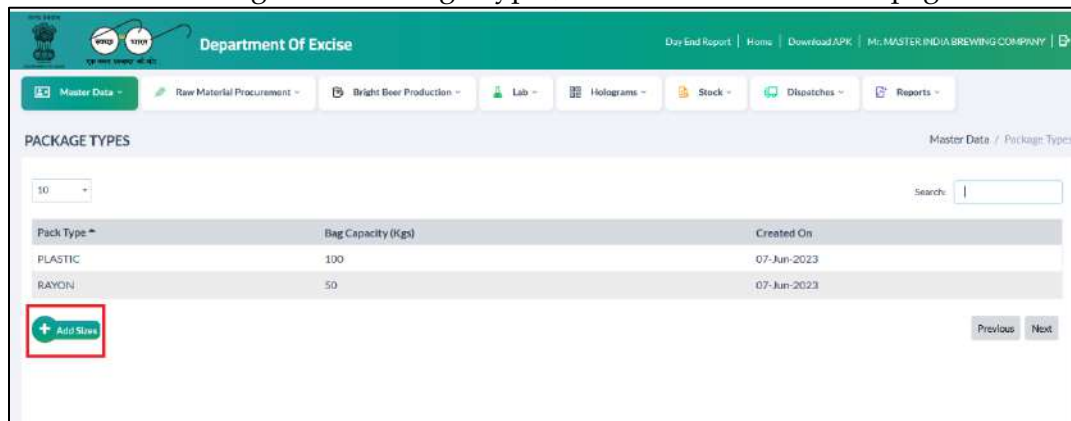 Department Of Excise
Day End Report | Home | Download APK | Mr. MASTER INDIA BREWING COMPANY |
Master Data
Raw Material Procurement
Bright Beer Production
Lab
Holograms
Stock
Dispatches
Reports
PACKAGE TYPES
Master Data / Package Types
10
Search:
Pack Type Bag Capacity (Kgs) Created On
PLASTIC 100 07-Jun-2023
RAYON 50 07-Jun-2023
+ Add Sizes
Previous Next